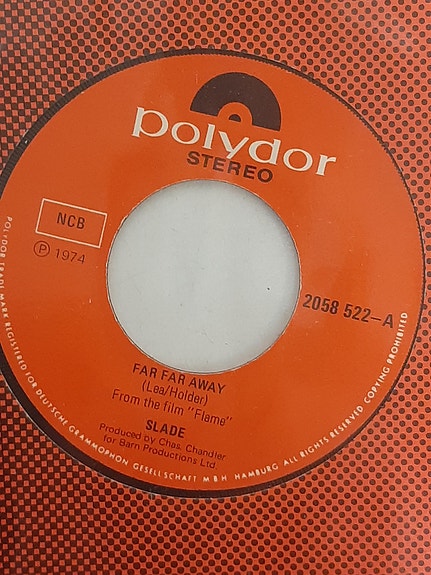 polydor
STEREO
NCB
℗ 1974
2058 522-A
FAR FAR AWAY
(Lea/Holder)
From the film "Flame"
SLADE
Produced by Chas. Chandler
for Barn Productions Ltd.
POLYDOR TRADE MARK REGISTERED FOR DEUTSCHE GRAMMOPHON GESELLSCHAFT MBH HAMBURG ALL RIGHTS RESERVED COPYING PROHIBITED